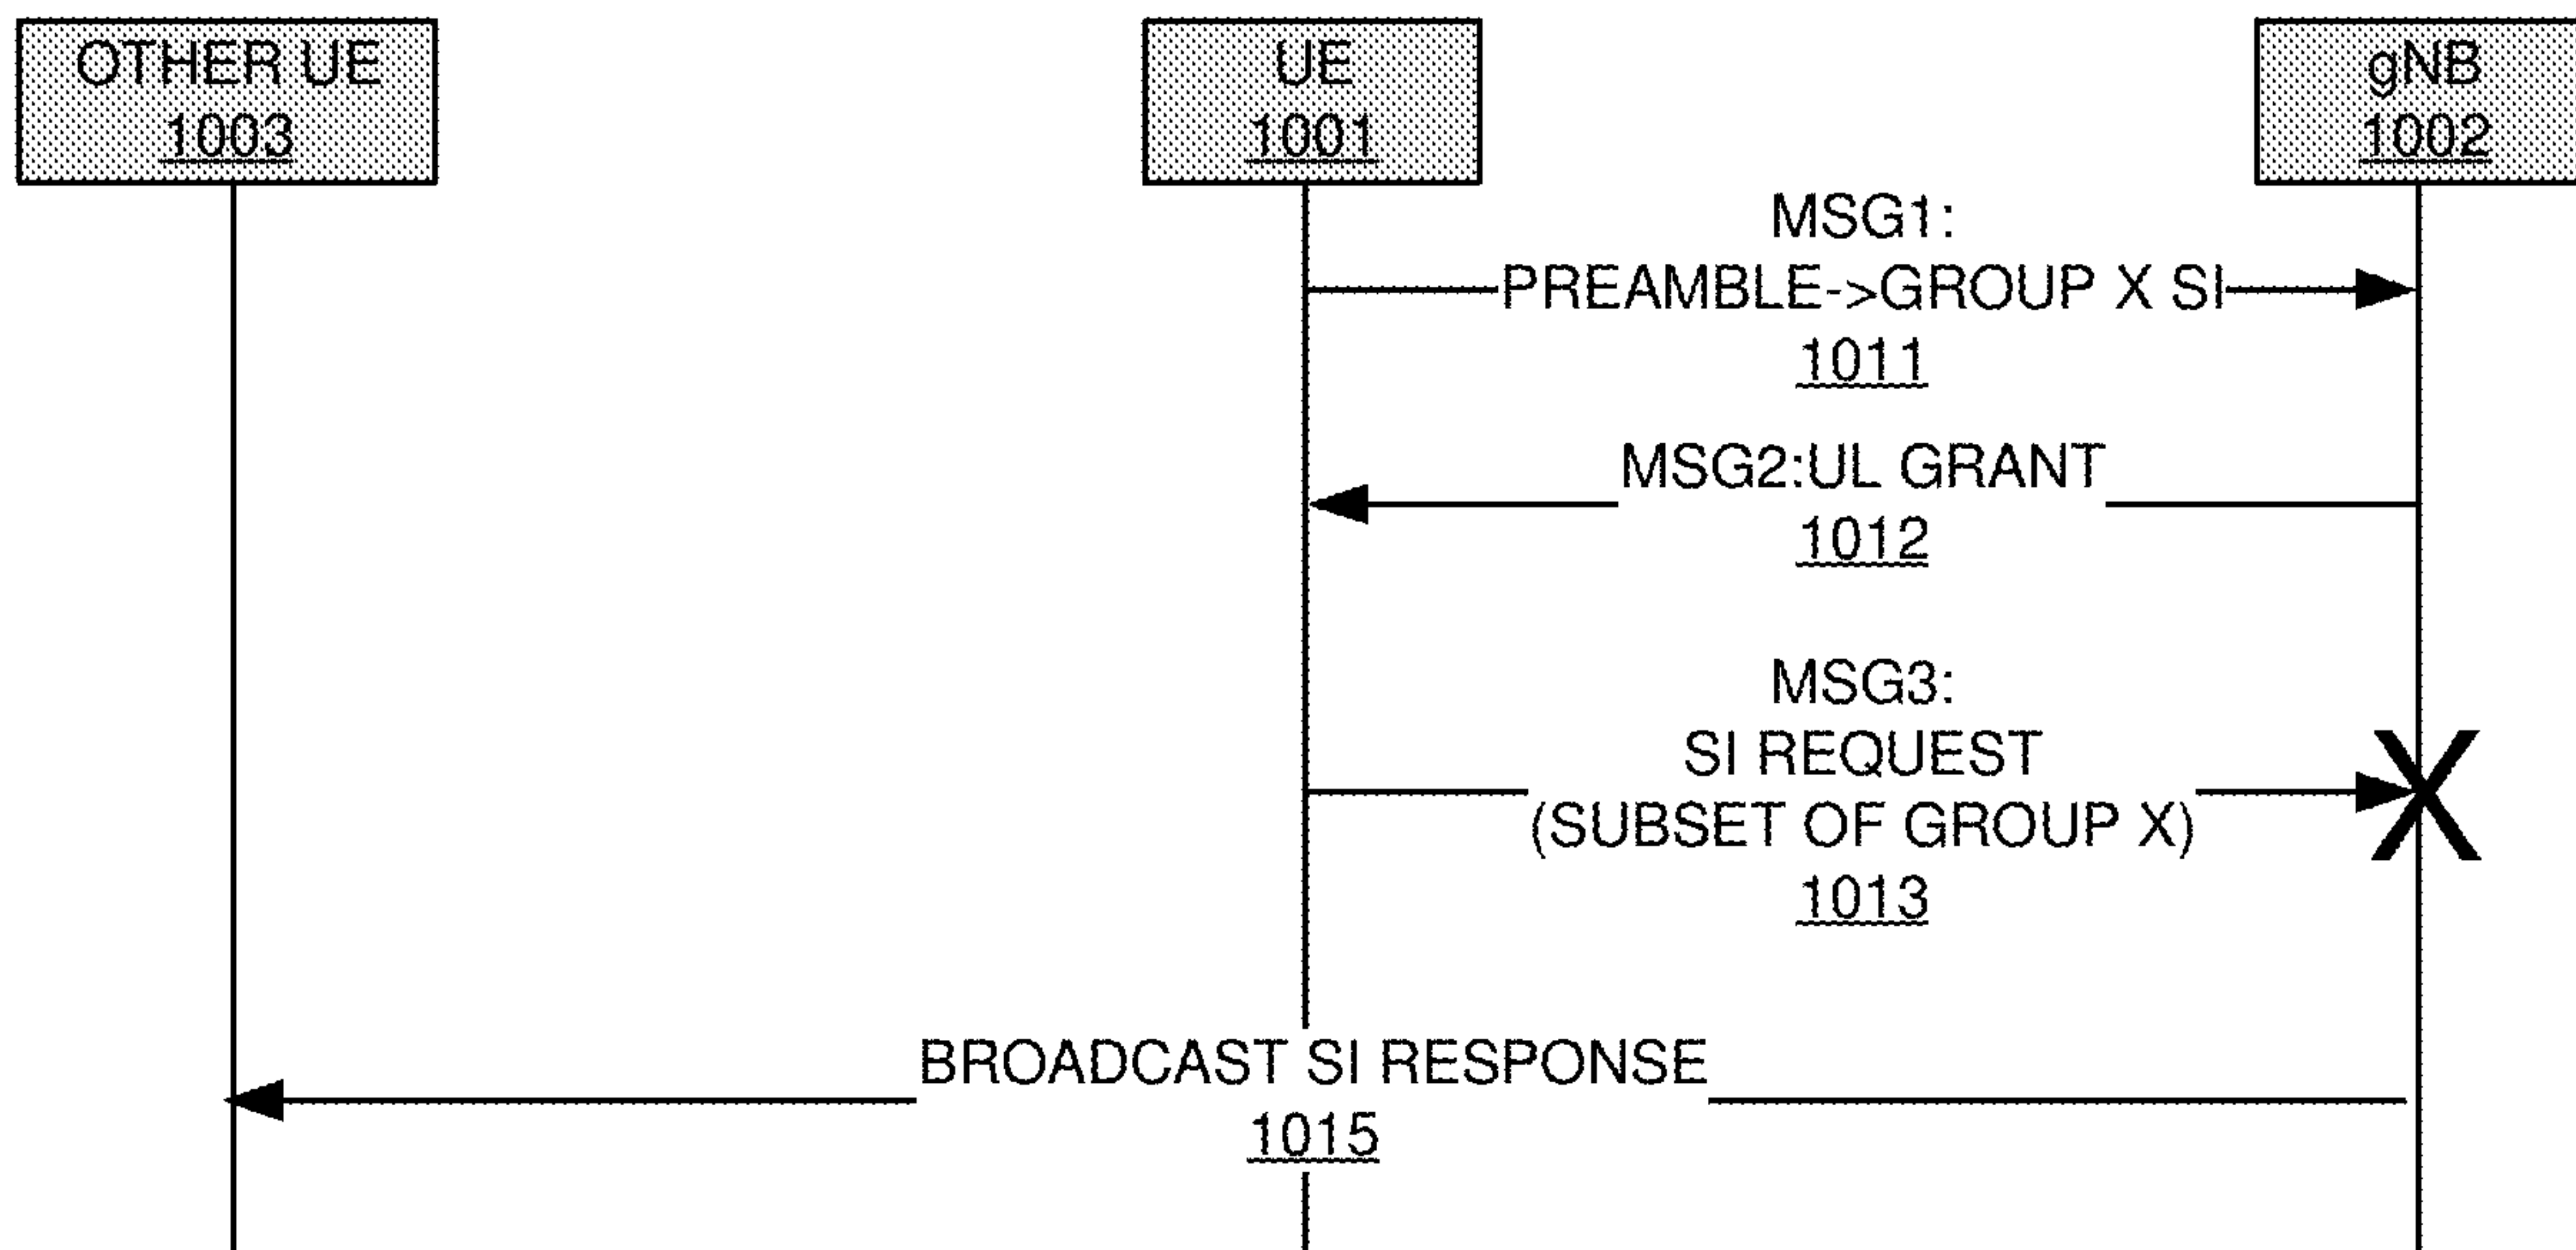 OTHER UE
1003
UE
1001
gNB
1002
MSG1:
PREAMBLE->GROUP X SI
1011
MSG2:UL GRANT
1012
MSG3:
SI REQUEST
(SUBSET OF GROUP X)
1013
X
BROADCAST SI RESPONSE
1015